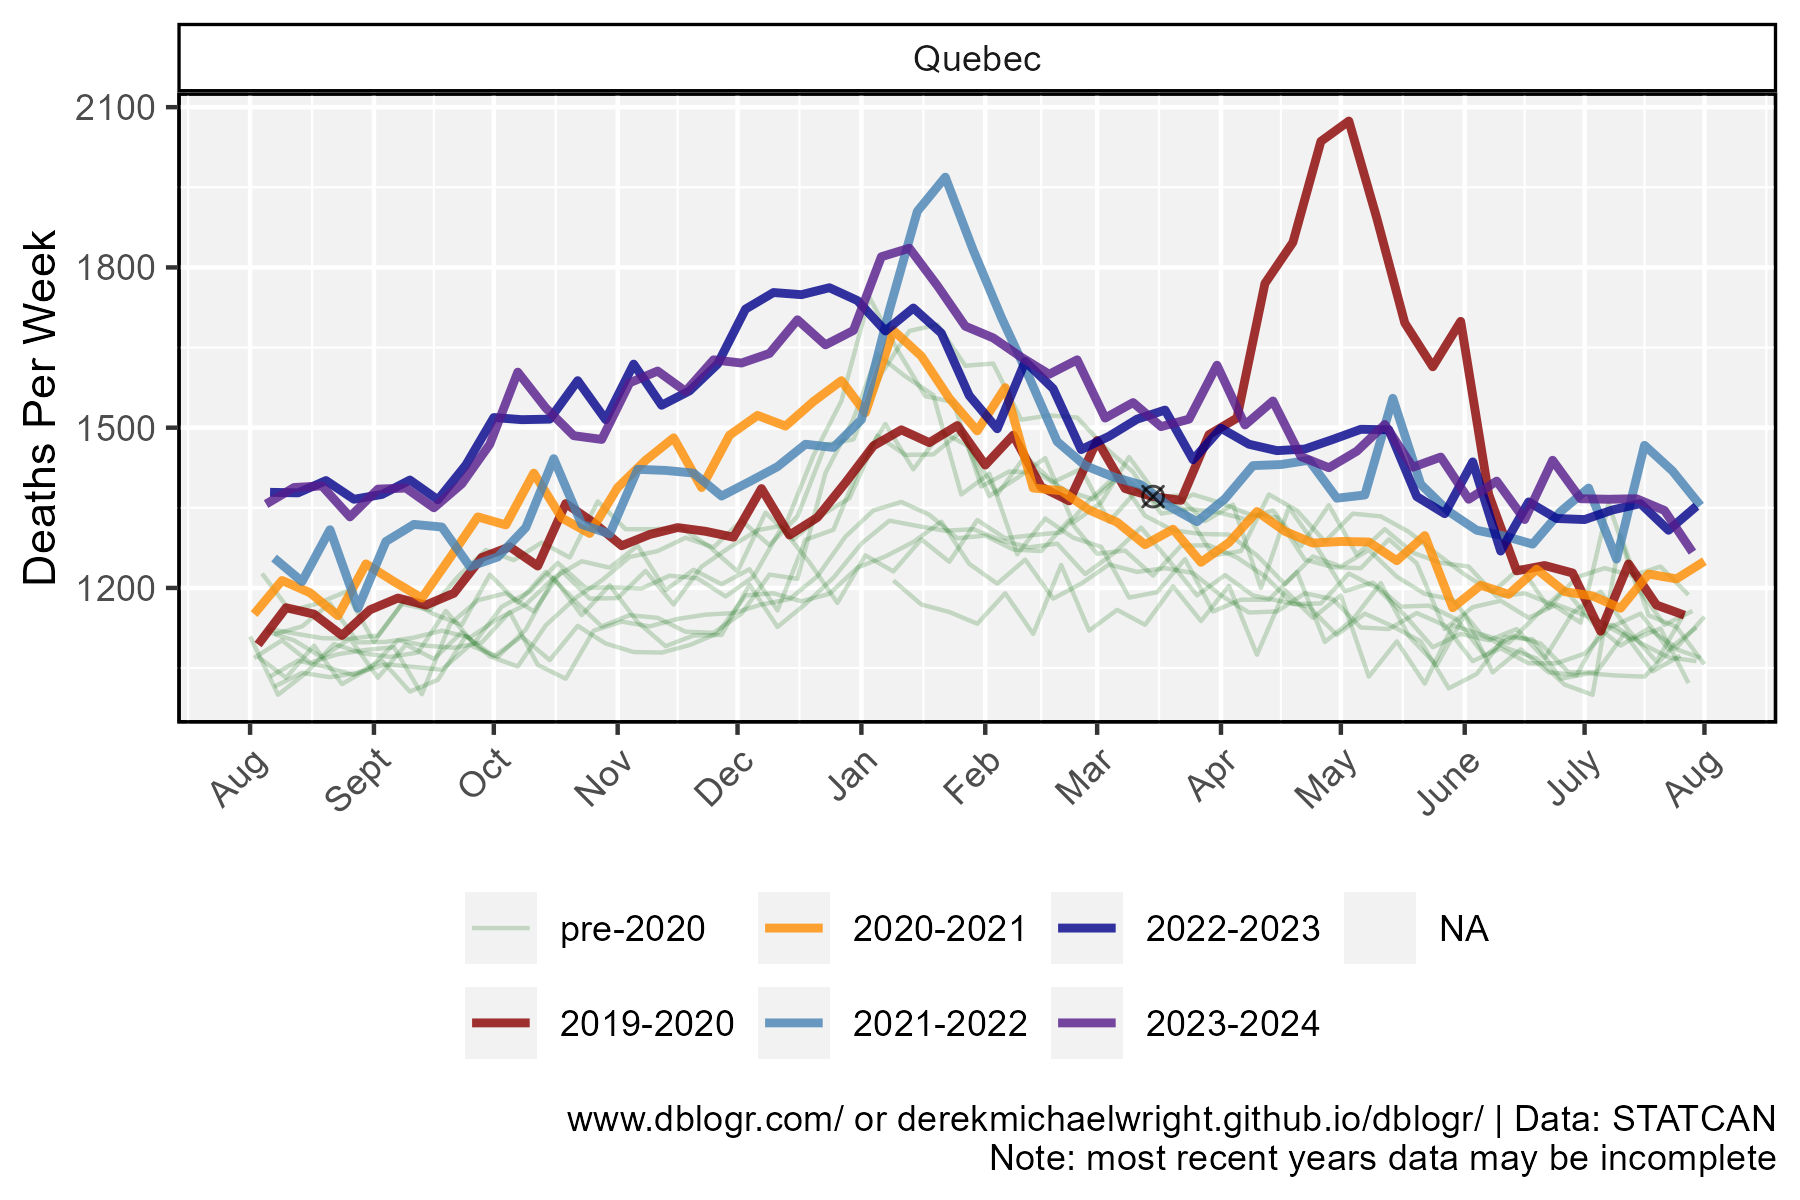 Quebec
2100
1800
1500
1200
Deaths Per Week
Aug
Sept
Oct
Nov
Dec
Jan
Feb
Mar
Apr
May
June
July
Aug
pre-2020
2020-2021
2022-2023
NA
2019-2020
2021-2022
2023-2024
www.dblogr.com/ or derekmichaelwright.github.io/dblogr/ | Data: STATCAN
Note: most recent years data may be incomplete